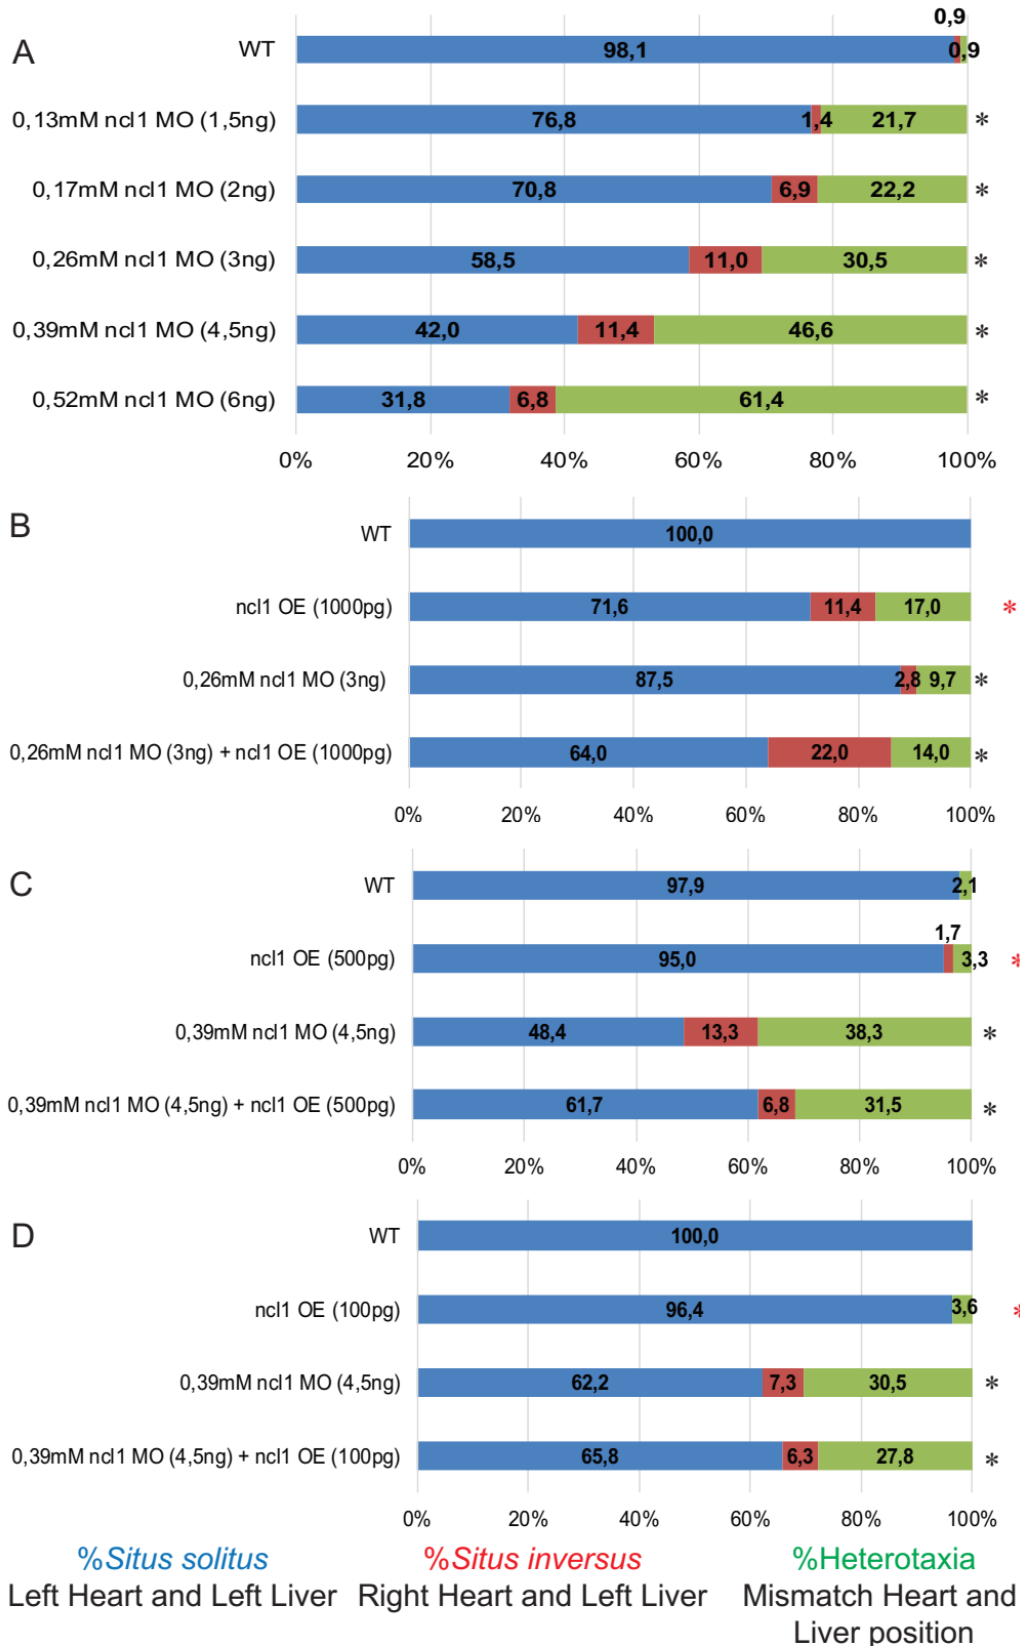 A
0,9
WT 98,1 0,9
0,13mM ncl1 MO (1,5ng) 76,8 1,4 21,7 *
0,17mM ncl1 MO (2ng) 70,8 6,9 22,2 *
0,26mM ncl1 MO (3ng) 58,5 11,0 30,5 *
0,39mM ncl1 MO (4,5ng) 42,0 11,4 46,6 *
0,52mM ncl1 MO (6ng) 31,8 6,8 61,4 *
0% 20% 40% 60% 80% 100%
B
WT 100,0
ncl1 OE (1000pg) 71,6 11,4 17,0 *
0,26mM ncl1 MO (3ng) 87,5 2,8 9,7 *
0,26mM ncl1 MO (3ng) + ncl1 OE (1000pg) 64,0 22,0 14,0 *
0% 20% 40% 60% 80% 100%
C
WT 97,9 2,1
1,7
ncl1 OE (500pg) 95,0 3,3 *
0,39mM ncl1 MO (4,5ng) 48,4 13,3 38,3 *
0,39mM ncl1 MO (4,5ng) + ncl1 OE (500pg) 61,7 6,8 31,5 *
0% 20% 40% 60% 80% 100%
D
WT 100,0
ncl1 OE (100pg) 96,4 3,6 *
0,39mM ncl1 MO (4,5ng) 62,2 7,3 30,5 *
0,39mM ncl1 MO (4,5ng) + ncl1 OE (100pg) 65,8 6,3 27,8 *
0% 20% 40% 60% 80% 100%
%Situs solitus %Situs inversus %Heterotaxia
Left Heart and Left Liver Right Heart and Left Liver Mismatch Heart and
Liver position